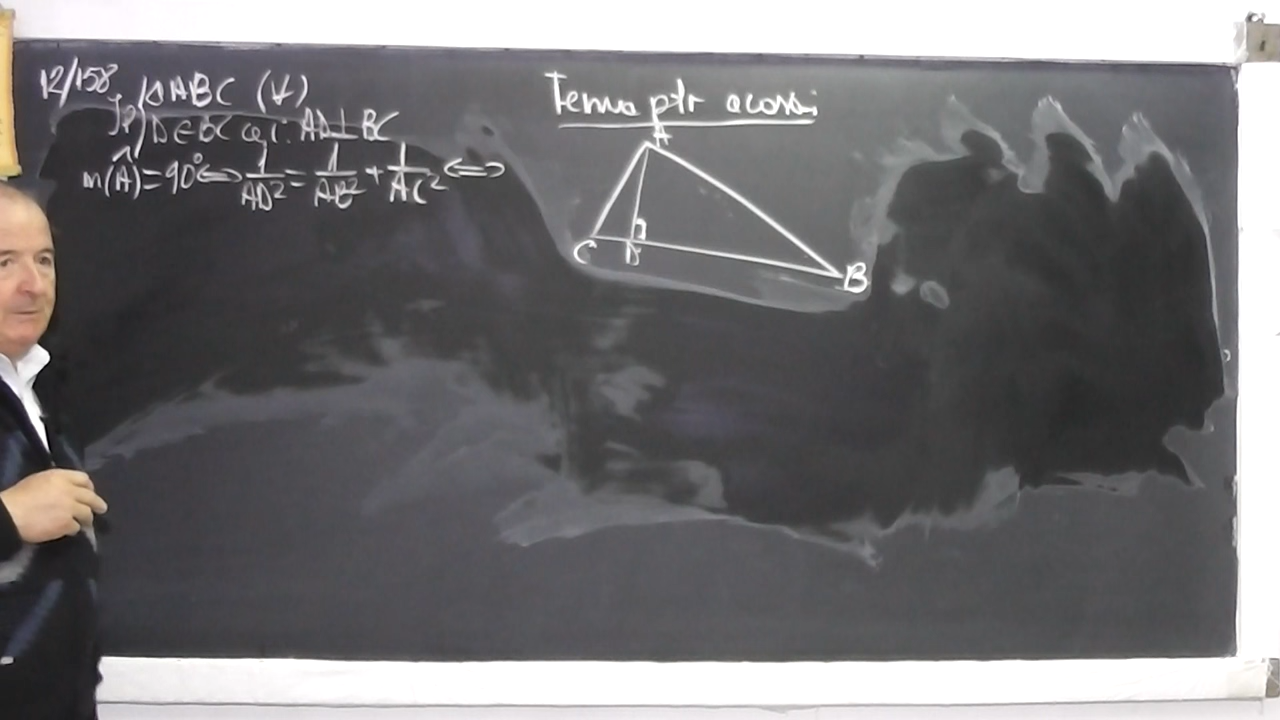 12/158
Ip) △ABC (∀)
D∈BC a.î. AD⊥BC
m(Â)=90°⟺1/AD²=1/AB²+1/AC²⟺
Tema ptr acasă
A
C D B